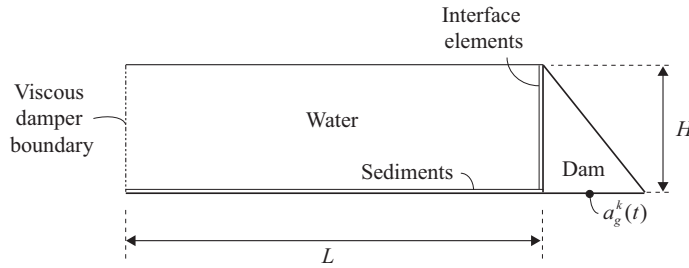 Interface
elements
Viscous
damper
boundary
Water
H
Sediments
Dam
a_g^k(t)
L